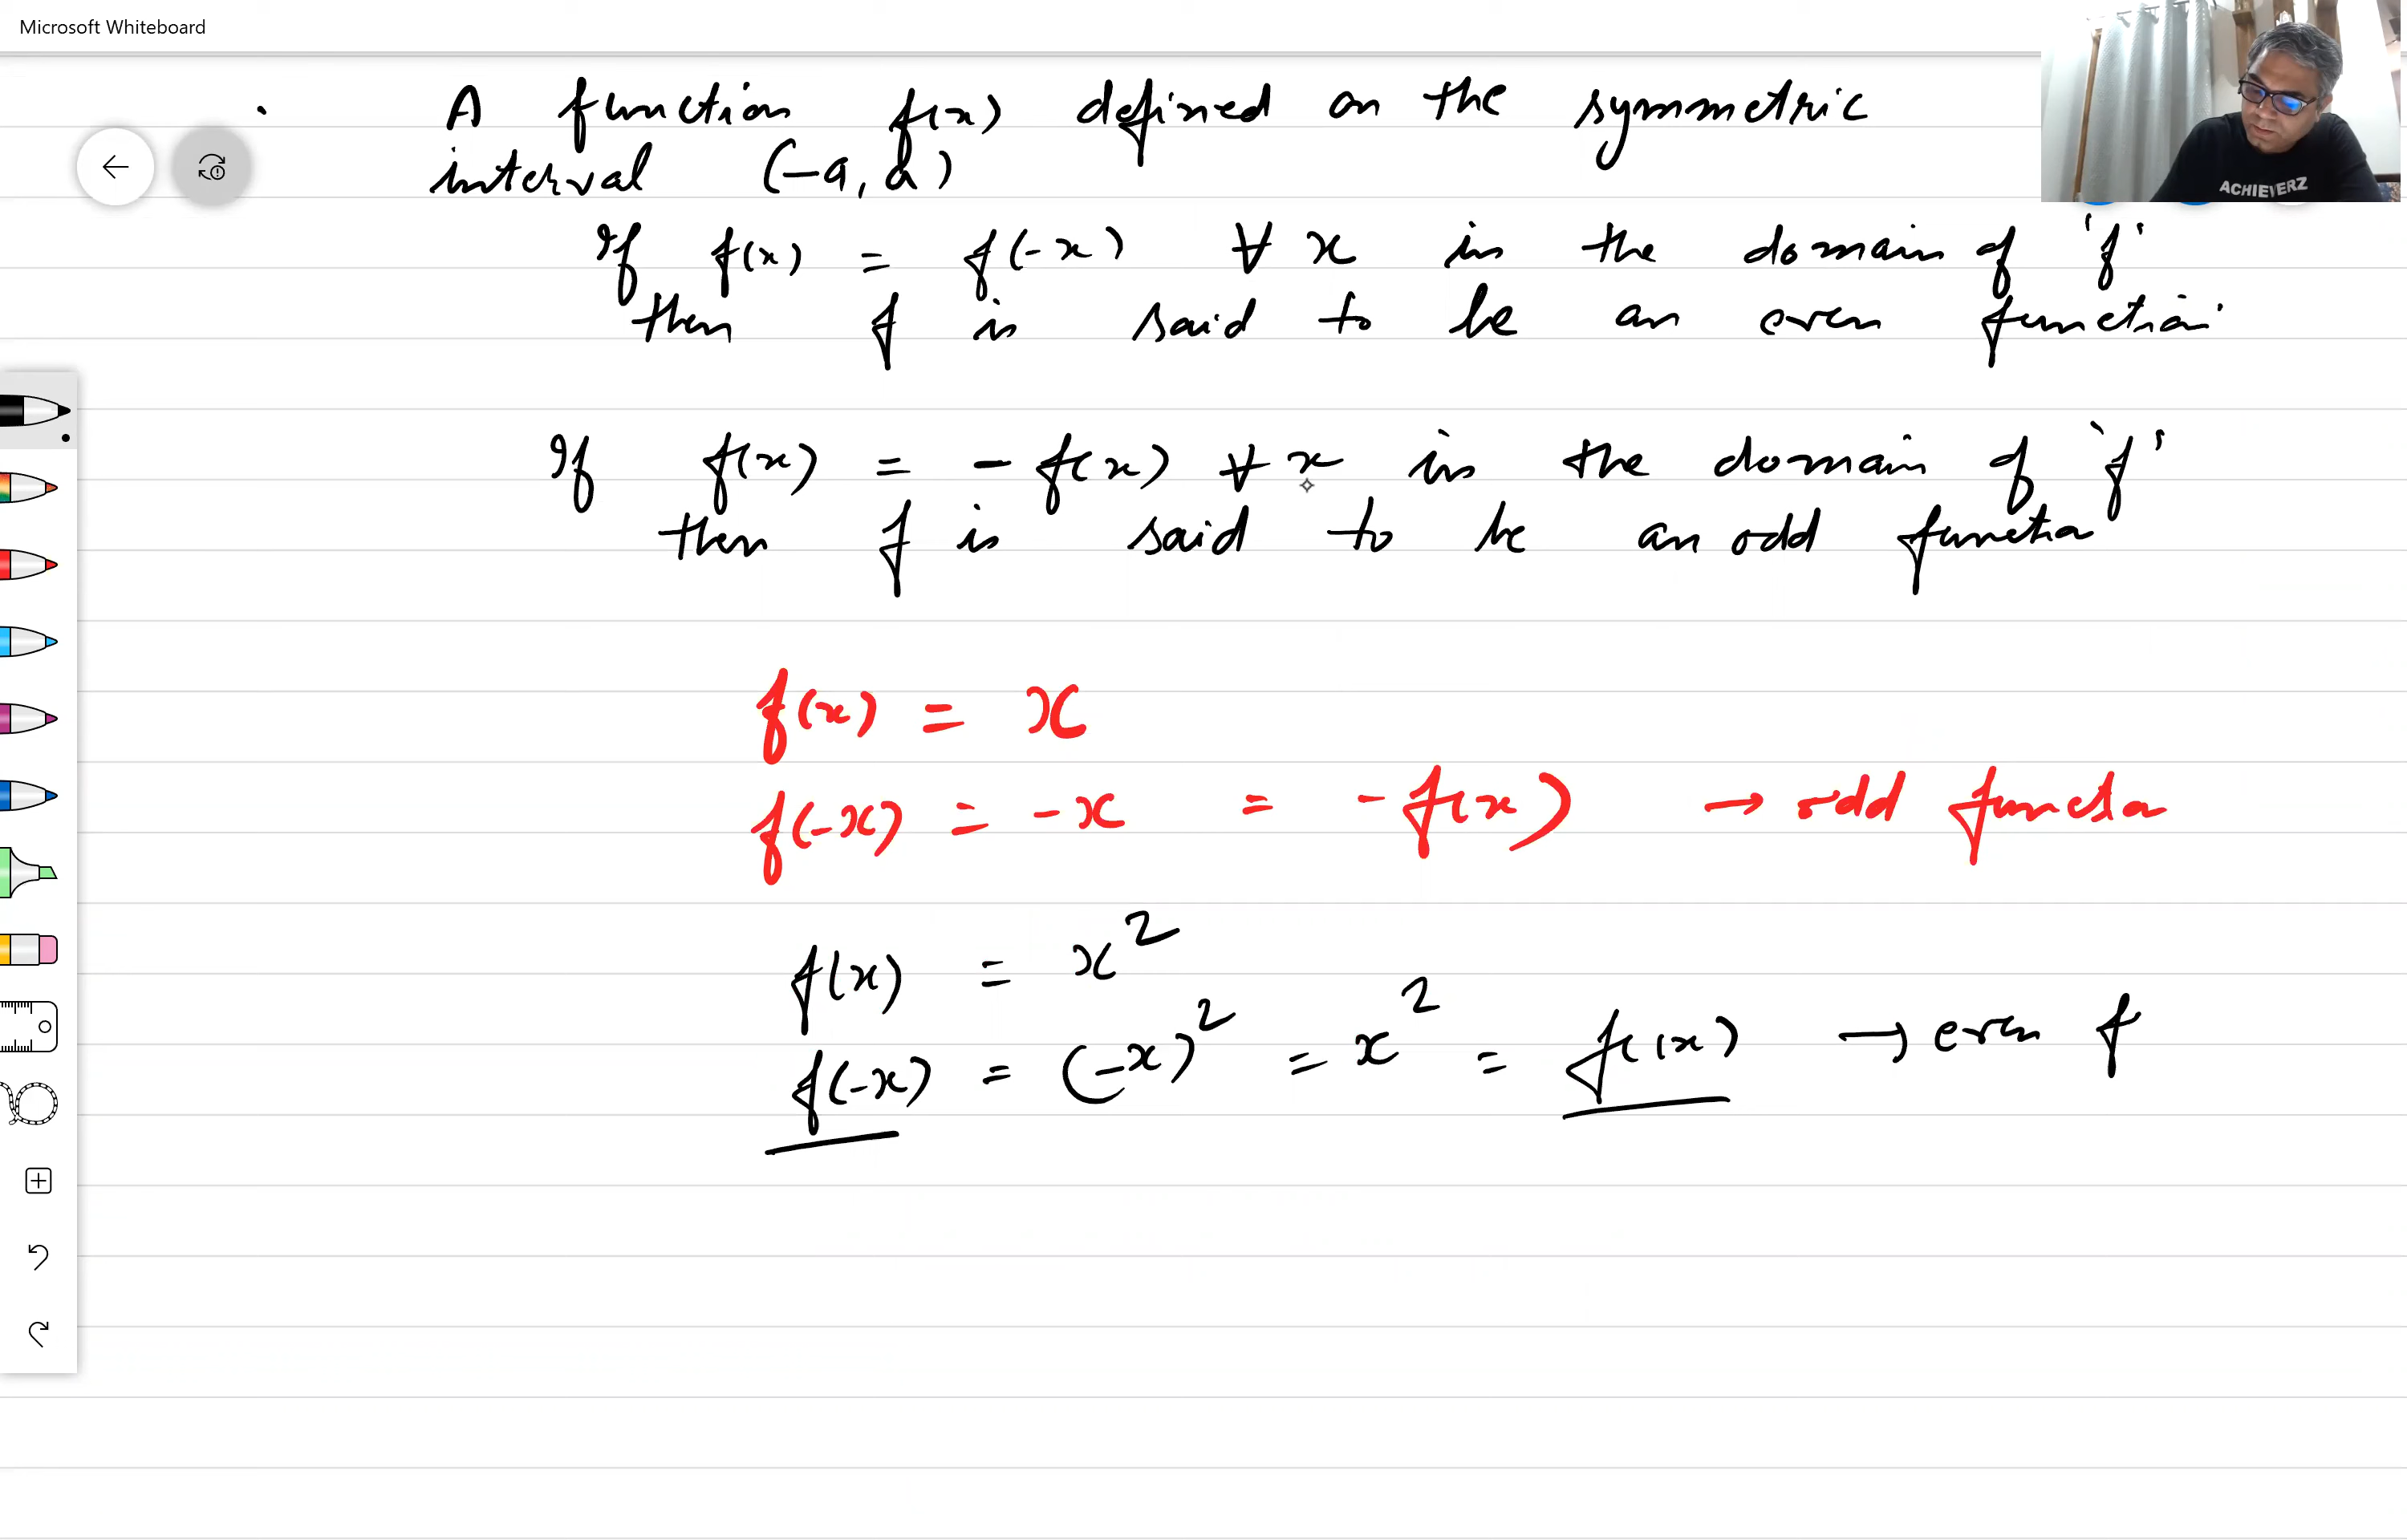 Microsoft Whiteboard
ACHIEVERZ
A function f(x) defined on the symmetric
interval (-a, a)
If f(x) = f(-x) ∀ x in the domain of 'f'
then f is said to be an even function.
If f(x) = - f(x) ∀ x in the domain of 'f'
then f is said to be an odd functio
f(x) = x
f(-x) = -x = - f(x) → odd function
f(x) = x²
f(-x) = (-x)² = x² = f(x) → even f